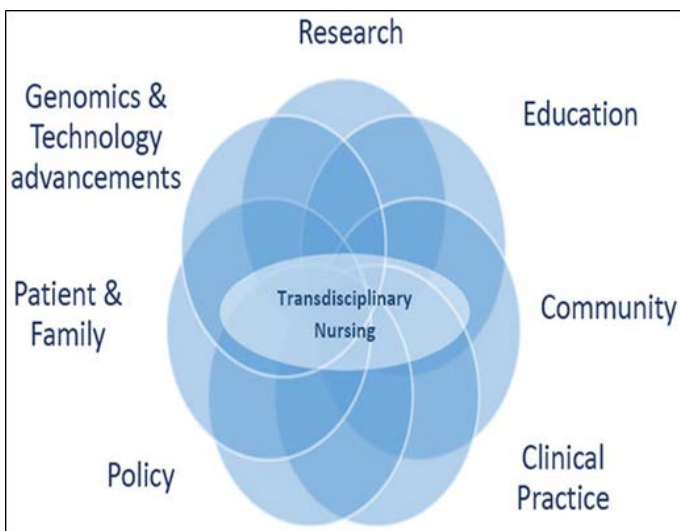 Research
Genomics &
Technology
advancements
Education
Transdisciplinary
Nursing
Patient &
Family
Community
Policy
Clinical
Practice